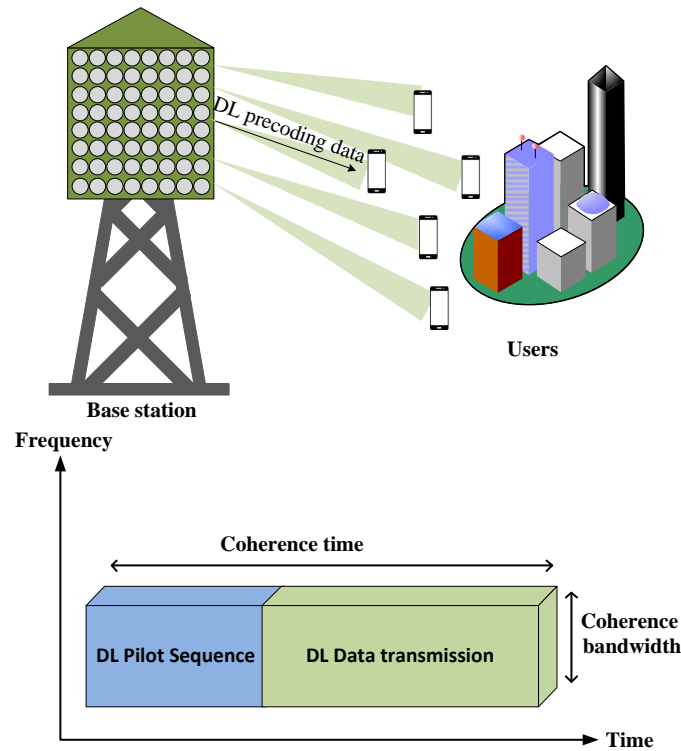 DL precoding data
Users
Base station
Frequency
Coherence time
DL Pilot Sequence
DL Data transmission
Coherence
bandwidth
Time